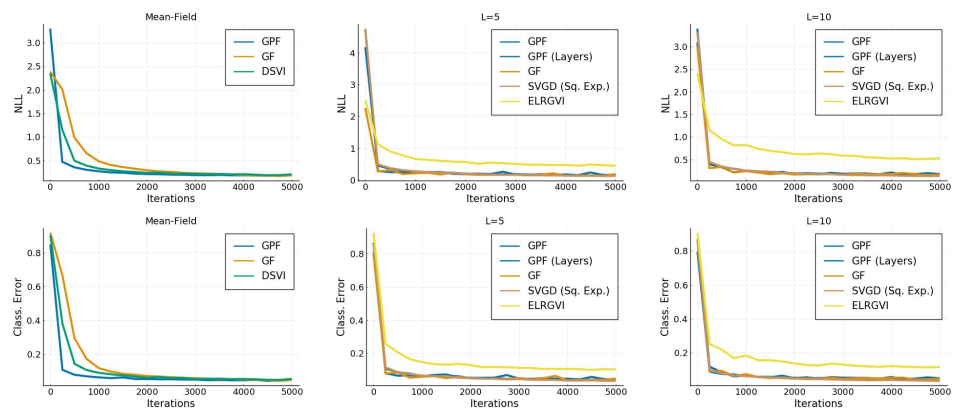 Mean-Field
NLL
3.0
2.5
2.0
1.5
1.0
0.5
GPF
GF
DSVI
0 1000 2000 3000 4000 5000
Iterations
L=5
NLL
4
3
2
1
0
GPF
GPF (Layers)
GF
SVGD (Sq. Exp.)
ELRGVI
0 1000 2000 3000 4000 5000
Iterations
L=10
NLL
3.0
2.5
2.0
1.5
1.0
0.5
GPF
GPF (Layers)
GF
SVGD (Sq. Exp.)
ELRGVI
0 1000 2000 3000 4000 5000
Iterations
Mean-Field
Class. Error
0.8
0.6
0.4
0.2
GPF
GF
DSVI
0 1000 2000 3000 4000 5000
Iterations
L=5
Class. Error
0.8
0.6
0.4
0.2
GPF
GPF (Layers)
GF
SVGD (Sq. Exp.)
ELRGVI
0 1000 2000 3000 4000 5000
Iterations
L=10
Class. Error
0.8
0.6
0.4
0.2
GPF
GPF (Layers)
GF
SVGD (Sq. Exp.)
ELRGVI
0 1000 2000 3000 4000 5000
Iterations